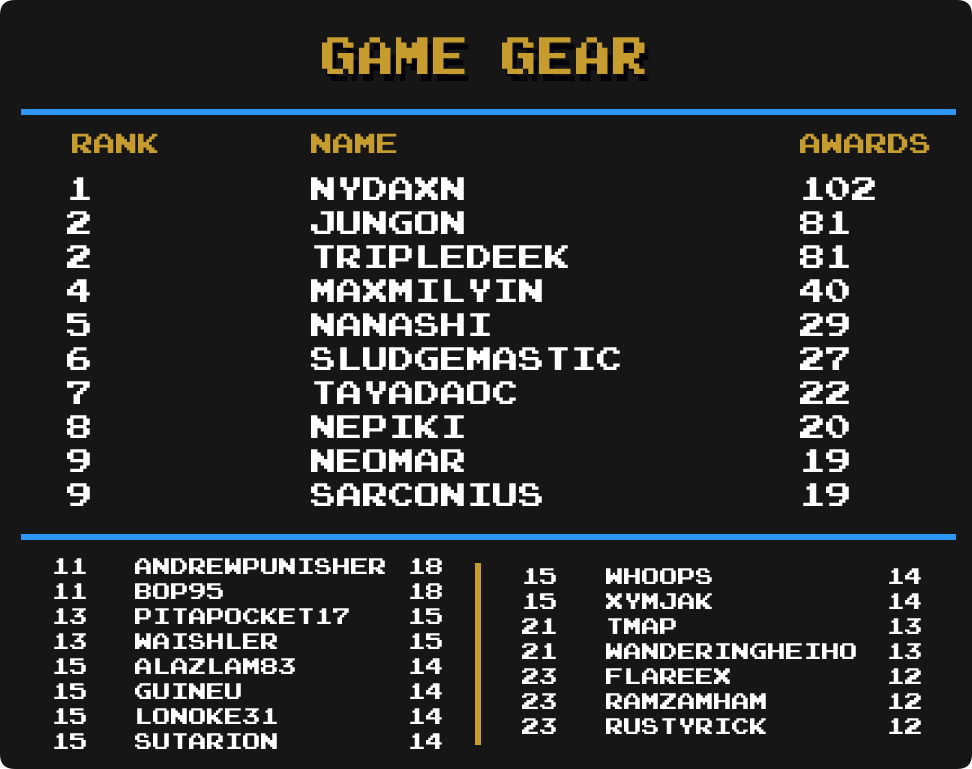 GAME GEAR
RANK NAME AWARDS
1 NYDAXN 102
2 JUNGON 81
2 TRIPLEDEEK 81
4 MAXMILYIN 40
5 NANASHI 29
6 SLUDGEMASTIC 27
7 TAYADAOC 22
8 NEPIKI 20
9 NEOMAR 19
9 SARCONIUS 19
11 ANDREWPUNISHER 18
11 BOP95 18
13 PITAPOCKET17 15
13 WAISHLER 15
15 ALAZLAM83 14
15 GUINEU 14
15 LONOKE31 14
15 SUTARION 14
15 WHOOPS 14
15 XYMJAK 14
21 TMAP 13
21 WANDERINGHEIHO 13
23 FLAREEX 12
23 RAMZAMHAM 12
23 RUSTYRICK 12